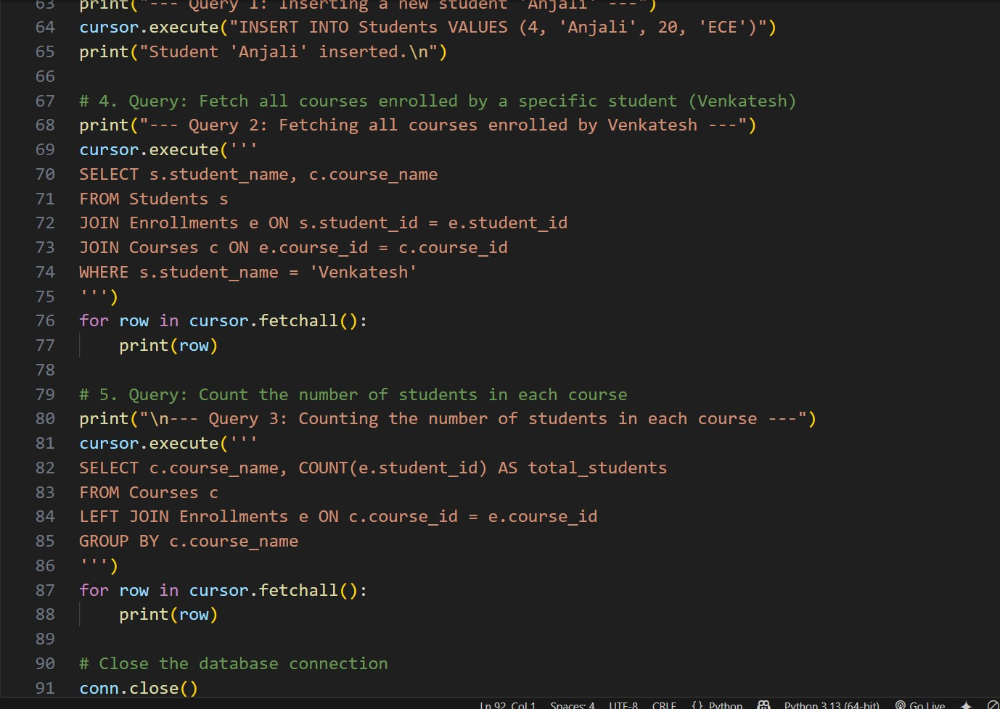 63 print("--- Query 1: Inserting a new student 'Anjali' ---")
64 cursor.execute("INSERT INTO Students VALUES (4, 'Anjali', 20, 'ECE')")
65 print("Student 'Anjali' inserted.\n")
66
67 # 4. Query: Fetch all courses enrolled by a specific student (Venkatesh)
68 print("--- Query 2: Fetching all courses enrolled by Venkatesh ---")
69 cursor.execute('''
70 SELECT s.student_name, c.course_name
71 FROM Students s
72 JOIN Enrollments e ON s.student_id = e.student_id
73 JOIN Courses c ON e.course_id = c.course_id
74 WHERE s.student_name = 'Venkatesh'
75 ''')
76 for row in cursor.fetchall():
77     print(row)
78
79 # 5. Query: Count the number of students in each course
80 print("\n--- Query 3: Counting the number of students in each course ---")
81 cursor.execute('''
82 SELECT c.course_name, COUNT(e.student_id) AS total_students
83 FROM Courses c
84 LEFT JOIN Enrollments e ON c.course_id = e.course_id
85 GROUP BY c.course_name
86 ''')
87 for row in cursor.fetchall():
88     print(row)
89
90 # Close the database connection
91 conn.close()
Ln 92, Col 1 Spaces: 4 UTF-8 CRLF {} Python Python 3.13 (64-bit) Go Live